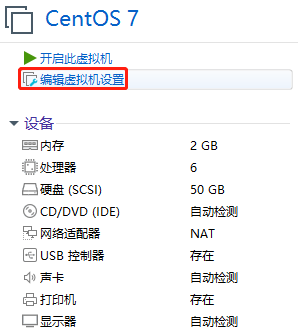 CentOS 7
开启此虚拟机
编辑虚拟机设置
设备
内存 2 GB
处理器 6
硬盘 (SCSI) 50 GB
CD/DVD (IDE) 自动检测
网络适配器 NAT
USB 控制器 存在
声卡 自动检测
打印机 存在
显示器 自动检测